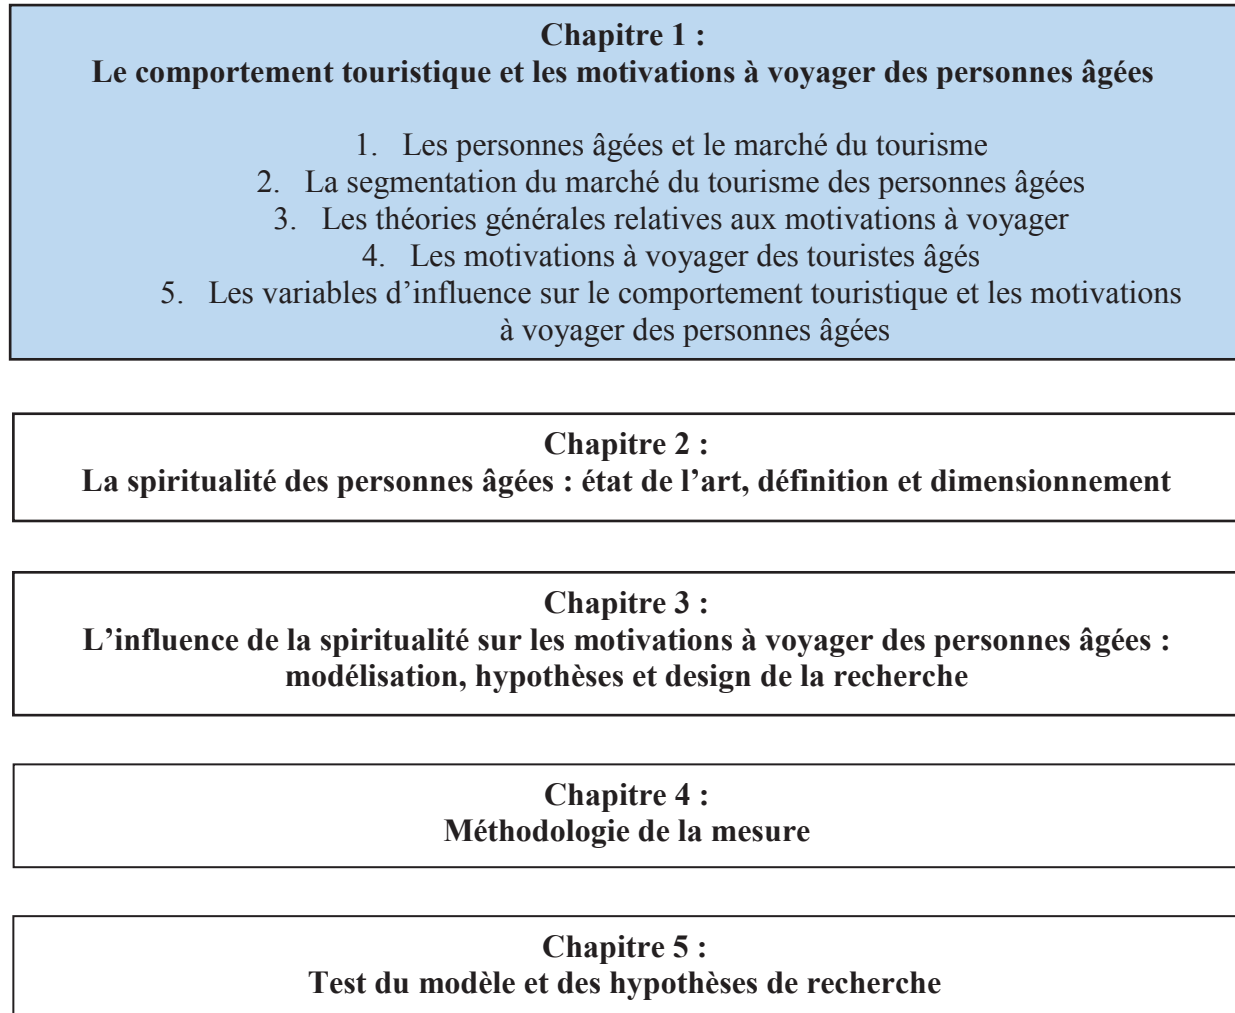 Chapitre 1 :
Le comportement touristique et les motivations à voyager des personnes âgées
1. Les personnes âgées et le marché du tourisme
2. La segmentation du marché du tourisme des personnes âgées
3. Les théories générales relatives aux motivations à voyager
4. Les motivations à voyager des touristes âgés
5. Les variables d’influence sur le comportement touristique et les motivations
à voyager des personnes âgées
Chapitre 2 :
La spiritualité des personnes âgées : état de l’art, définition et dimensionnement
Chapitre 3 :
L’influence de la spiritualité sur les motivations à voyager des personnes âgées :
modélisation, hypothèses et design de la recherche
Chapitre 4 :
Méthodologie de la mesure
Chapitre 5 :
Test du modèle et des hypothèses de recherche